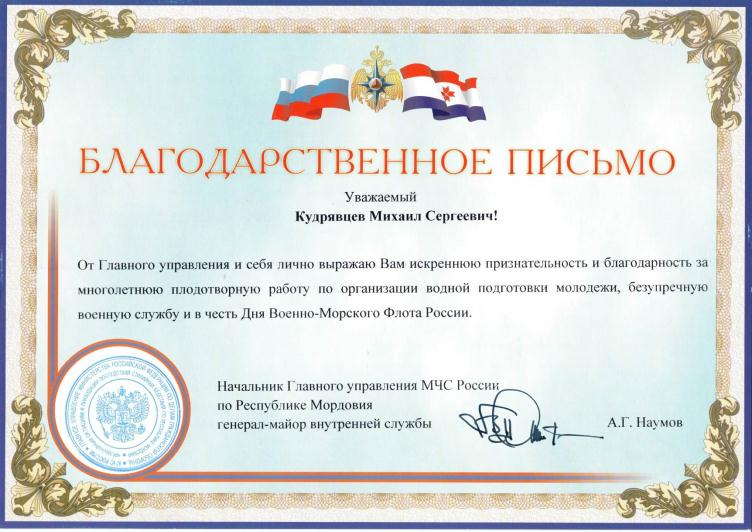 БЛАГОДАРСТВЕННОЕ ПИСЬМО
Уважаемый
Кудрявцев Михаил Сергеевич!
От Главного управления и себя лично выражаю Вам искреннюю признательность и благодарность за
многолетнюю плодотворную работу по организации водной подготовки молодежи, безупречную
военную службу и в честь Дня Военно-Морского Флота России.
Начальник Главного управления МЧС России
по Республике Мордовия
генерал-майор внутренней службы
А.Г. Наумов